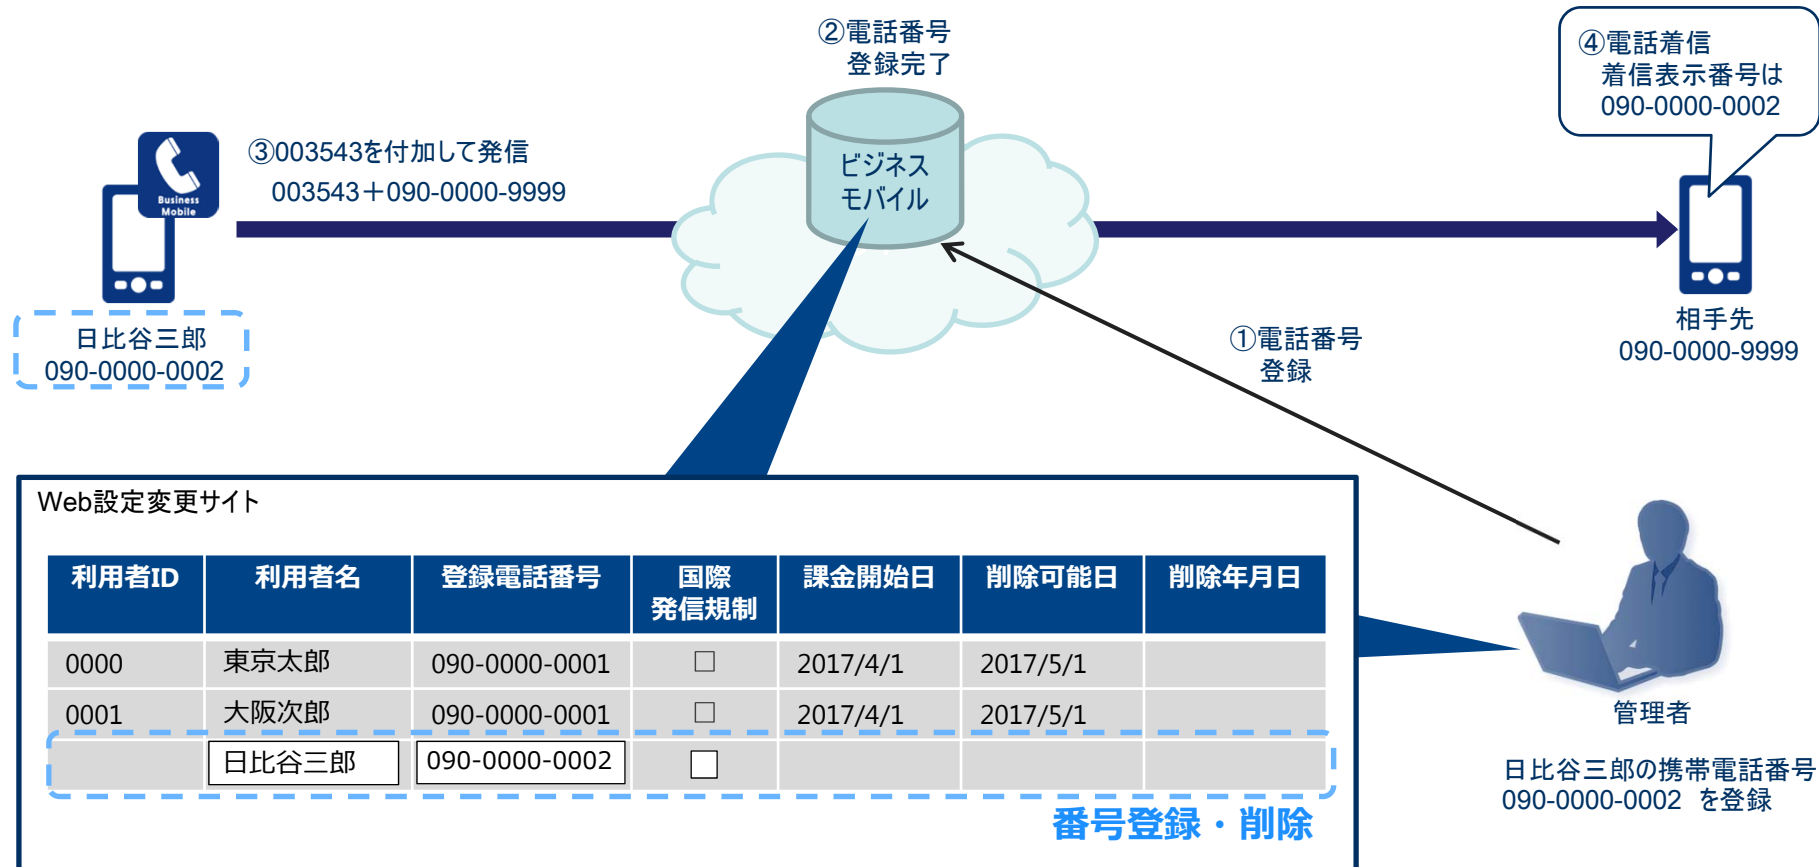 ②電話番号
登録完了
④電話着信
着信表示番号は
090-0000-0002
③003543を付加して発信
003543＋090-0000-9999
Business
Mobile
ビジネス
モバイル
日比谷三郎
090-0000-0002
相手先
090-0000-9999
①電話番号
登録
Web設定変更サイト
利用者ID 利用者名 登録電話番号 国際 課金開始日 削除可能日 削除年月日
発信規制
0000 東京太郎 090-0000-0001 □ 2017/4/1 2017/5/1
0001 大阪次郎 090-0000-0001 □ 2017/4/1 2017/5/1
日比谷三郎 090-0000-0002 □
番号登録・削除
管理者
日比谷三郎の携帯電話番号
090-0000-0002 を登録